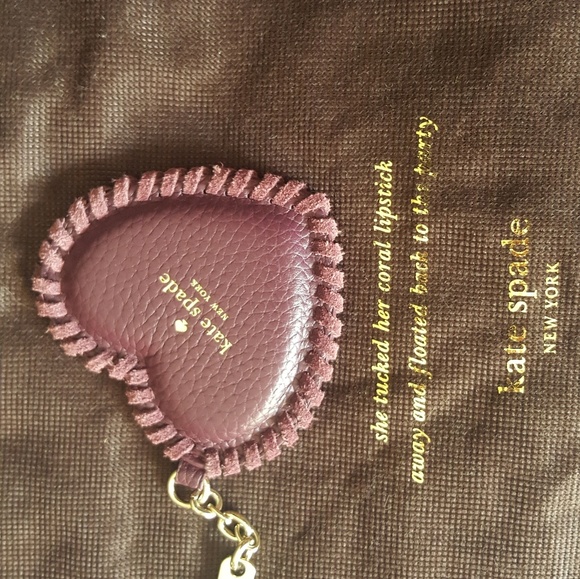 kate spade
NEW YORK
she tucked her coral lipstick
away and floated back to the party
kate spade
NEW YORK